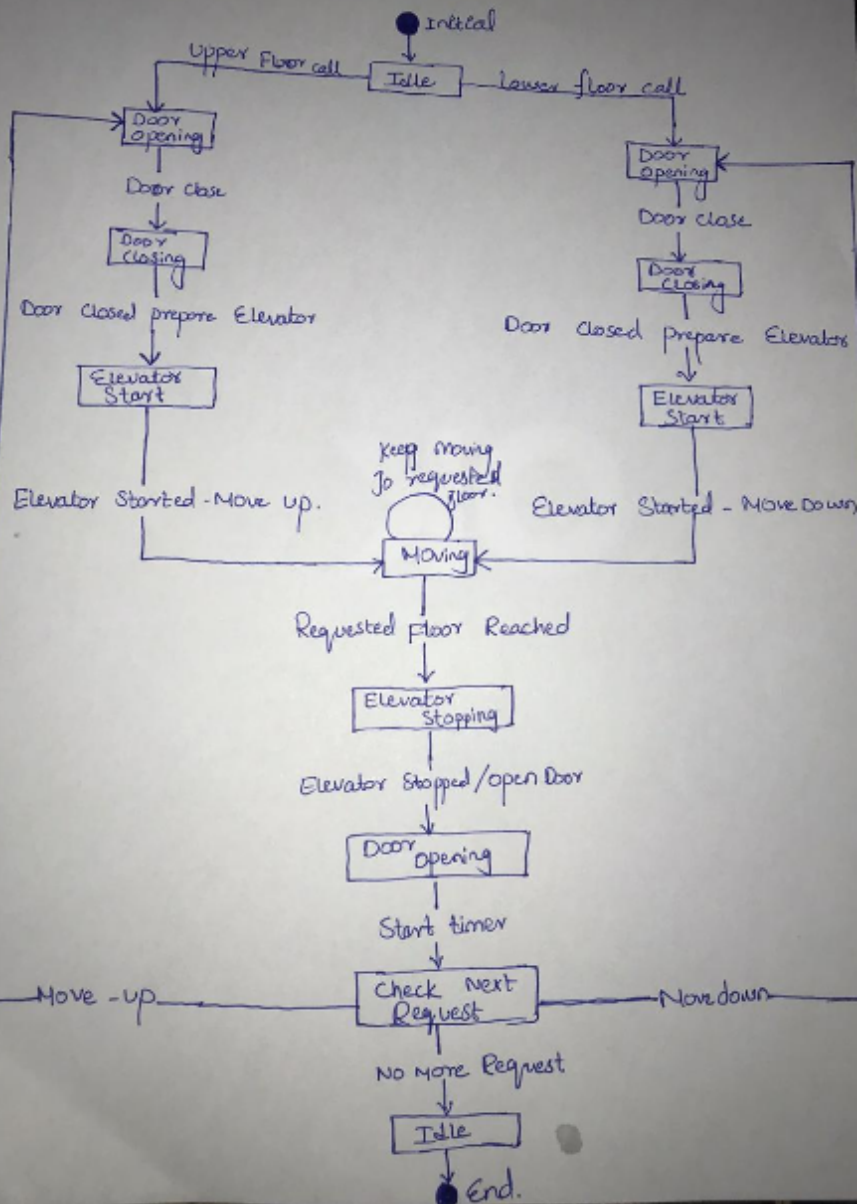 Initial
Upper Floor call
Idle
Lower floor call
Door
Opening
Door
Opening
Door close
Door close
Door
Closing
Door
Closing
Door Closed prepare Elevator
Door Closed prepare Elevator
Elevator
Start
Elevator
Start
Keep moving
To requested
floor.
Elevator Started - Move up.
Elevator Started - Move Down
Moving
Requested Floor Reached
Elevator
Stopping
Elevator Stopped/open Door
Door
Opening
Start timer
Check Next
Request
Move - up
Move down
No More Request
Idle
End.